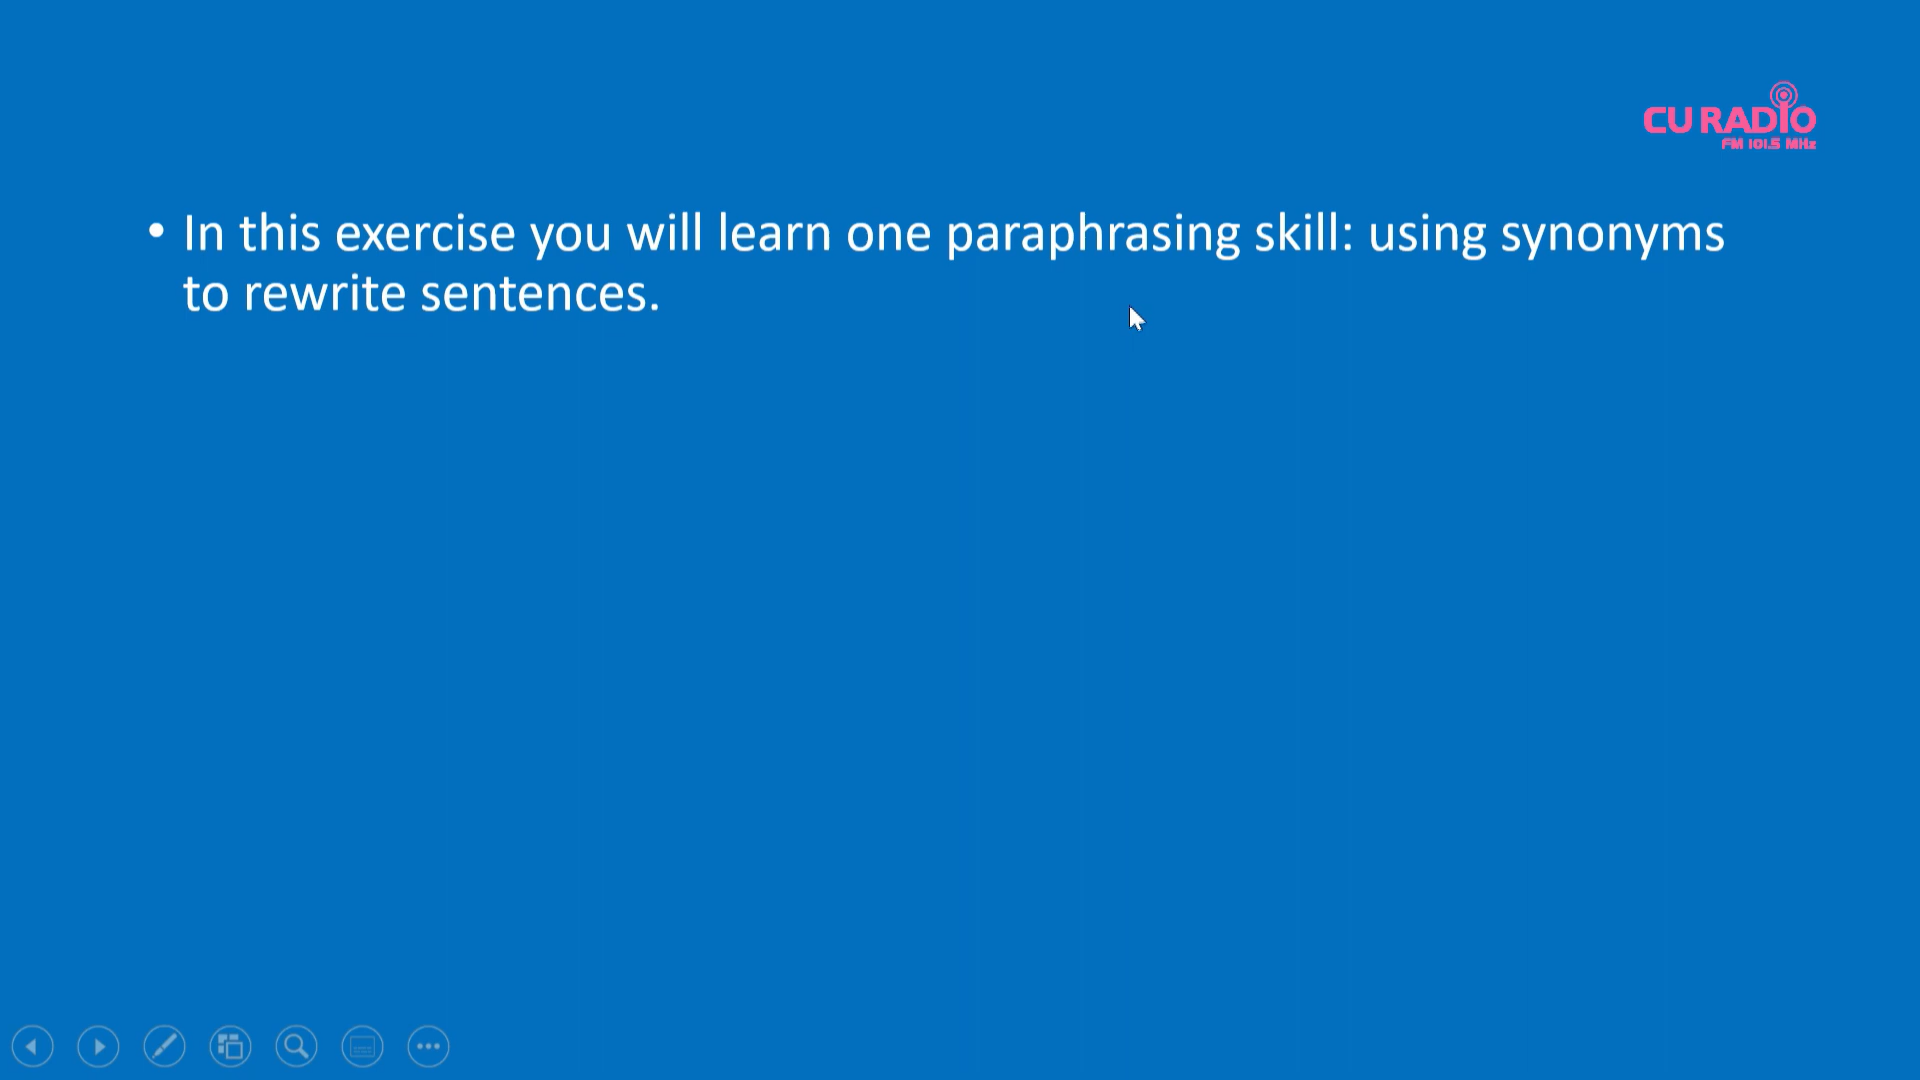 CU RADIO
FM 101.5 MHz
• In this exercise you will learn one paraphrasing skill: using synonyms
to rewrite sentences.